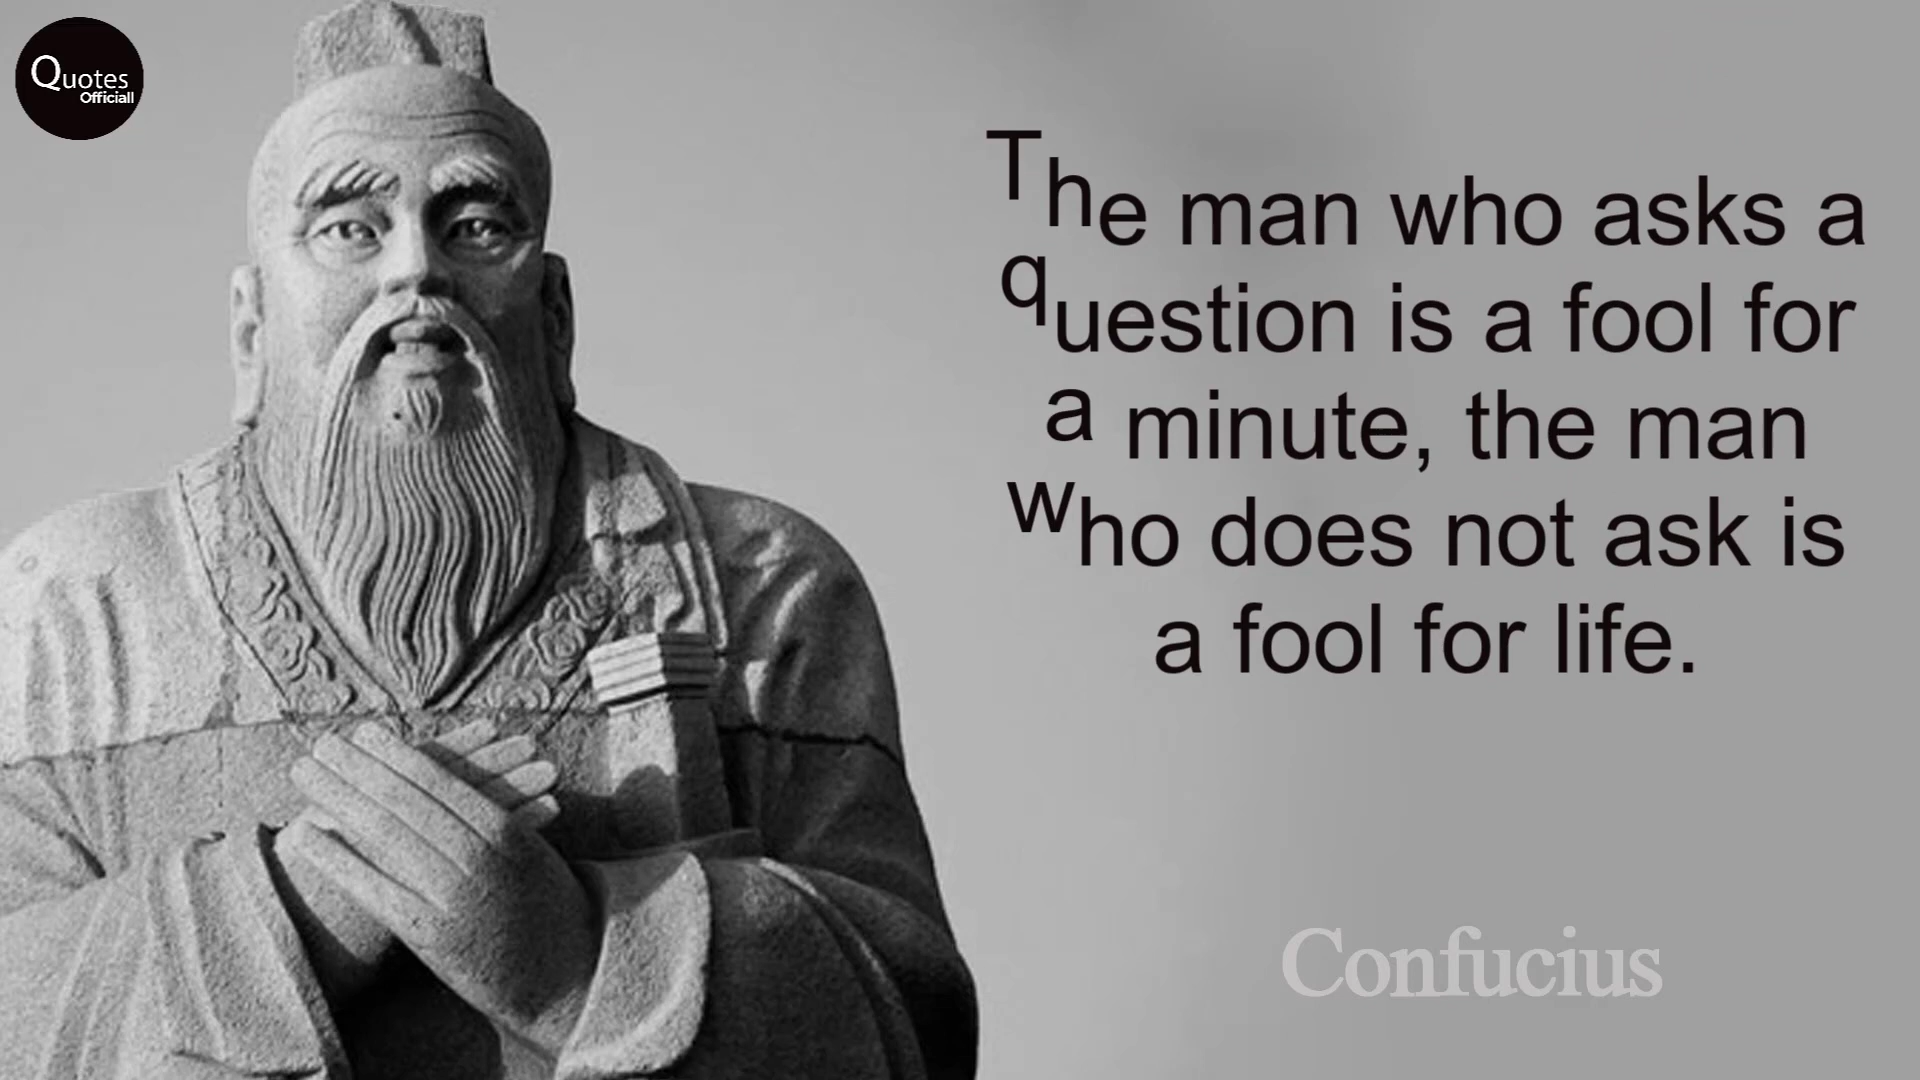 Quotes
Officiall
The man who asks a
question is a fool for
a minute, the man
who does not ask is
a fool for life.
Confucius